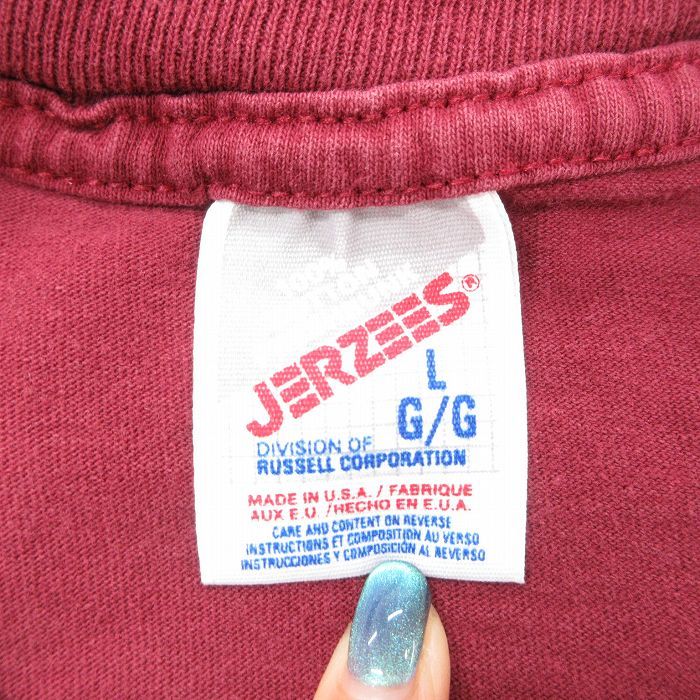 100%
JERZEES®
L
G/G
DIVISION OF
RUSSELL CORPORATION
MADE IN U.S.A. / FABRIQUE
AUX E.U. /HECHO EN E.U.A.
CARE AND CONTENT ON REVERSE
INSTRUCTIONS ET COMPOSITION AU VERSO
INSTRUCCIONES Y COMPOSICIÓN AL REVERSO